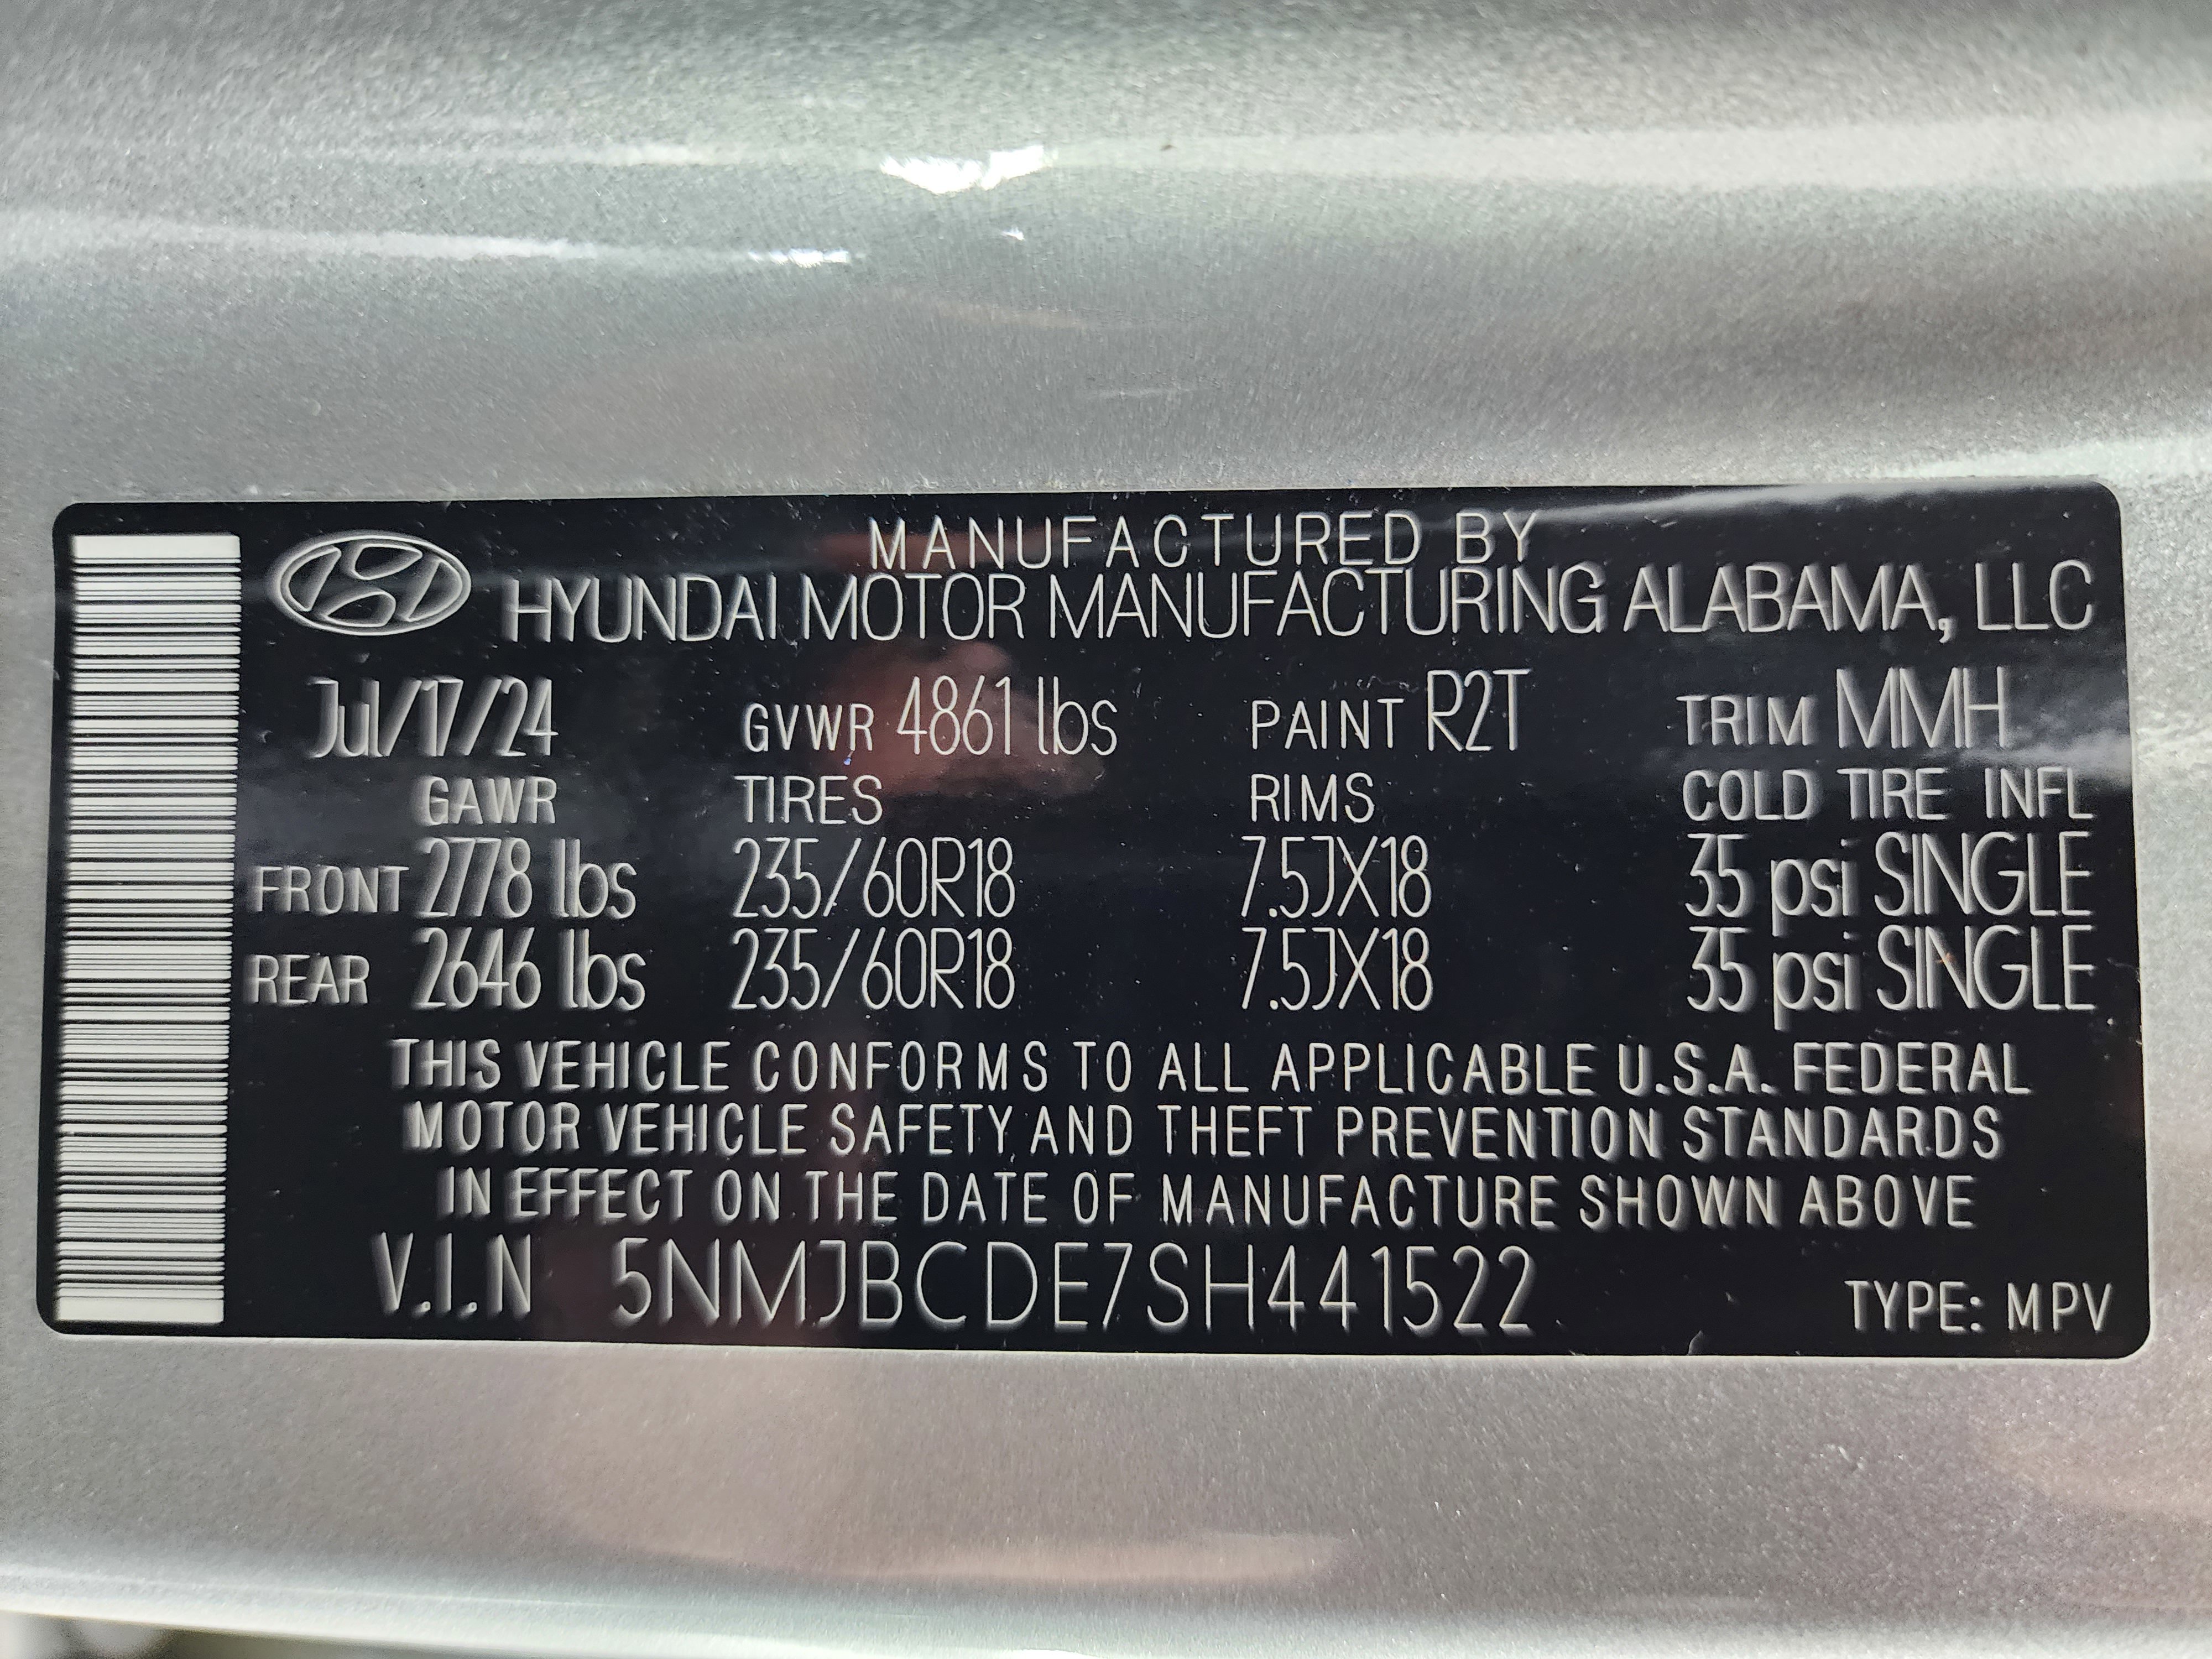 MANUFACTURED BY
HYUNDAI MOTOR MANUFACTURING ALABAMA, LLC
Jul/17/24 GVWR 4861 lbs PAINT R2T TRIM MMH
GAWR TIRES RIMS COLD TIRE INFL
FRONT 2778 lbs 235/60R18 7.5JX18 35 psi SINGLE
REAR 2646 lbs 235/60R18 7.5JX18 35 psi SINGLE
THIS VEHICLE CONFORMS TO ALL APPLICABLE U.S.A. FEDERAL
MOTOR VEHICLE SAFETY AND THEFT PREVENTION STANDARDS
IN EFFECT ON THE DATE OF MANUFACTURE SHOWN ABOVE
V.I.N 5NMJBCDE7SH441522 TYPE: MPV